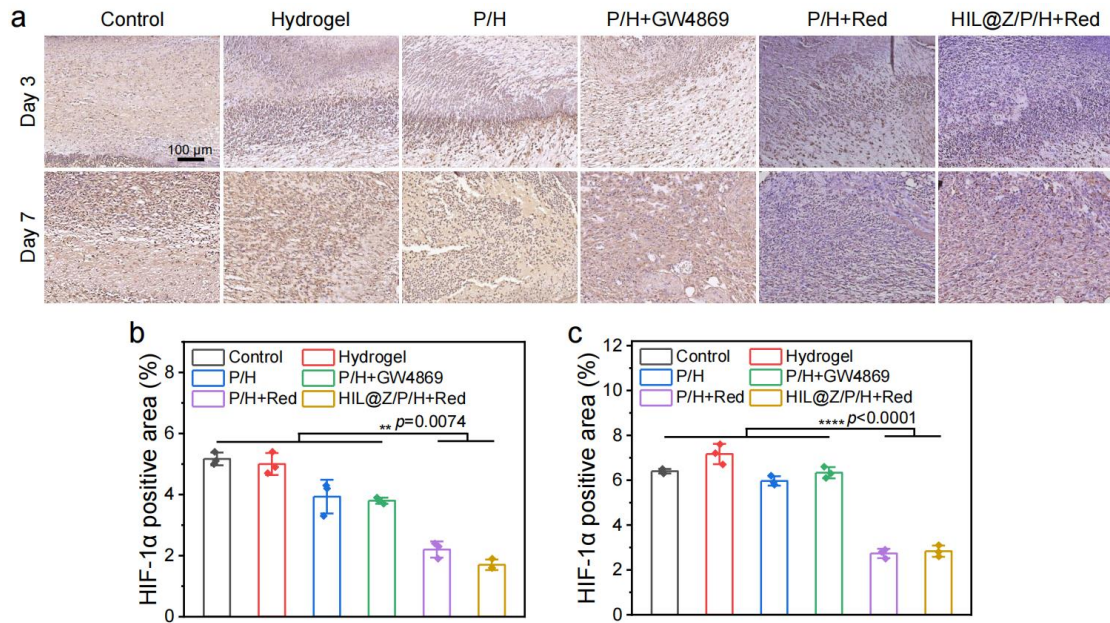 a
Control Hydrogel P/H P/H+GW4869 P/H+Red HIL@Z/P/H+Red
Day 3
100 μm
Day 7
b
HIF-1α positive area (%)
8
6
4
2
0
Control Hydrogel
P/H P/H+GW4869
P/H+Red HIL@Z/P/H+Red
** p=0.0074
c
HIF-1α positive area (%)
12
10
8
6
4
2
0
Control Hydrogel
P/H P/H+GW4869
P/H+Red HIL@Z/P/H+Red
**** p<0.0001